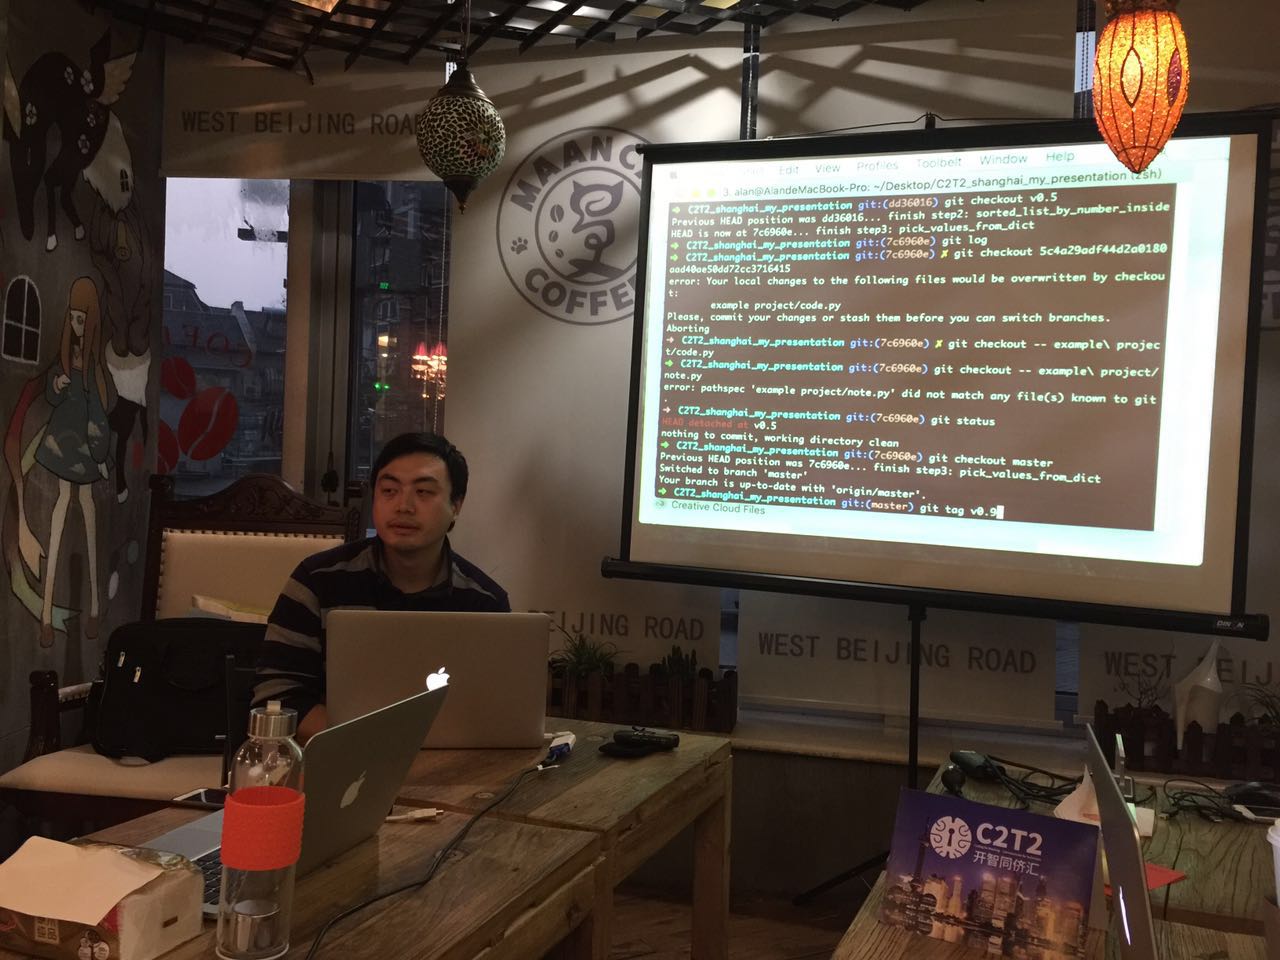 WEST BEIJING ROAD
MAAN C
COFFE
Edit View Profiles Toolbelt Window Help
3. alan@AlandeMacBook-Pro: ~/Desktop/C2T2_shanghai_my_presentation (zsh)
➜ C2T2_shanghai_my_presentation git:(dd36016) git checkout v0.5
Previous HEAD position was dd36016... finish step2: sorted_list_by_number_inside
HEAD is now at 7c6960e... finish step3: pick_values_from_dict
➜ C2T2_shanghai_my_presentation git:(7c6960e) git log
➜ C2T2_shanghai_my_presentation git:(7c6960e) ✗ git checkout 5c4a29adf44d2a0180
aad40ae50dd72cc3716415
error: Your local changes to the following files would be overwritten by checkou
t:
example project/code.py
Please, commit your changes or stash them before you can switch branches.
Aborting
➜ C2T2_shanghai_my_presentation git:(7c6960e) ✗ git checkout -- example\ projec
t/code.py
➜ C2T2_shanghai_my_presentation git:(7c6960e) git checkout -- example\ project/
note.py
error: pathspec 'example project/note.py' did not match any file(s) known to git
.
➜ C2T2_shanghai_my_presentation git:(7c6960e) git status
HEAD detached at v0.5
nothing to commit, working directory clean
➜ C2T2_shanghai_my_presentation git:(7c6960e) git checkout master
Previous HEAD position was 7c6960e... finish step3: pick_values_from_dict
Switched to branch 'master'
Your branch is up-to-date with 'origin/master'.
➜ C2T2_shanghai_my_presentation git:(master) git tag v0.9
Creative Cloud Files
COF
BEIJING ROAD
WEST BEIJING ROAD
WEST BEIJ
C2T2
开智同侪汇